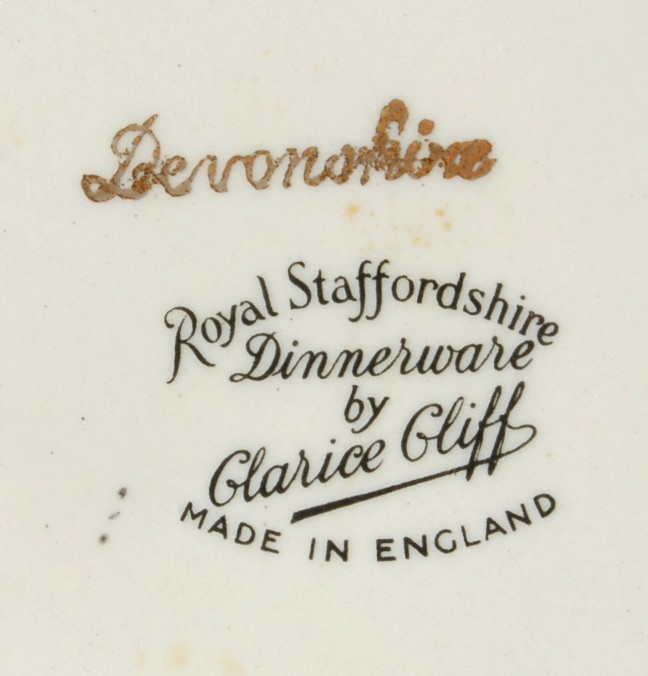 Devonshire
Royal Staffordshire
Dinnerware
by
Clarice Cliff
MADE IN ENGLAND